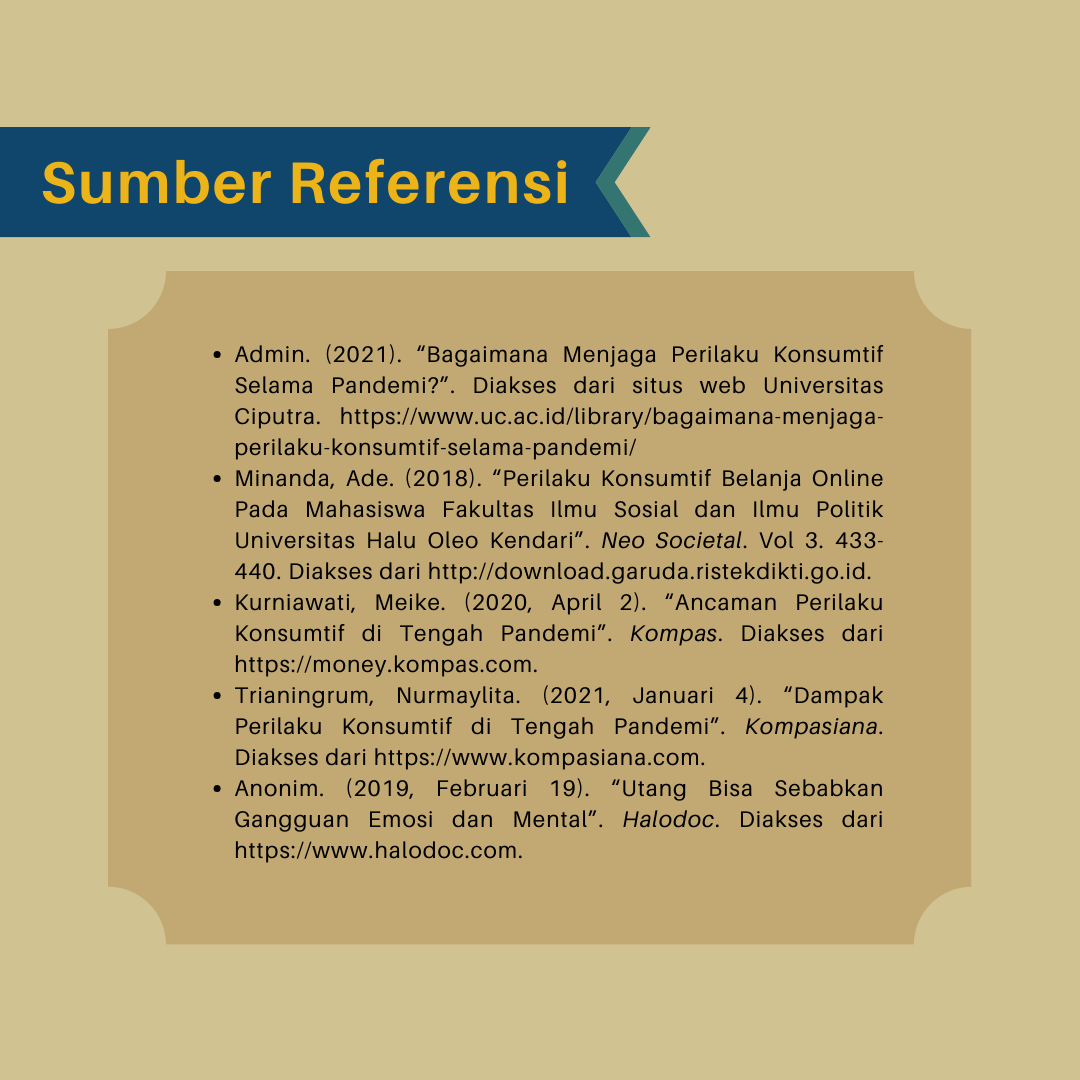 Sumber Referensi
• Admin. (2021). “Bagaimana Menjaga Perilaku Konsumtif
Selama Pandemi?”. Diakses dari situs web Universitas
Ciputra. https://www.uc.ac.id/library/bagaimana-menjaga-
perilaku-konsumtif-selama-pandemi/
• Minanda, Ade. (2018). “Perilaku Konsumtif Belanja Online
Pada Mahasiswa Fakultas Ilmu Sosial dan Ilmu Politik
Universitas Halu Oleo Kendari”. Neo Societal. Vol 3. 433-
440. Diakses dari http://download.garuda.ristekdikti.go.id.
• Kurniawati, Meike. (2020, April 2). “Ancaman Perilaku
Konsumtif di Tengah Pandemi”. Kompas. Diakses dari
https://money.kompas.com.
• Trianingrum, Nurmaylita. (2021, Januari 4). “Dampak
Perilaku Konsumtif di Tengah Pandemi”. Kompasiana.
Diakses dari https://www.kompasiana.com.
• Anonim. (2019, Februari 19). “Utang Bisa Sebabkan
Gangguan Emosi dan Mental”. Halodoc. Diakses dari
https://www.halodoc.com.